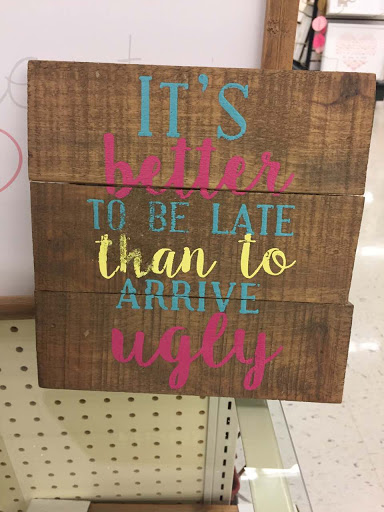 IT'S
better
TO BE LATE
than to
ARRIVE
ugly